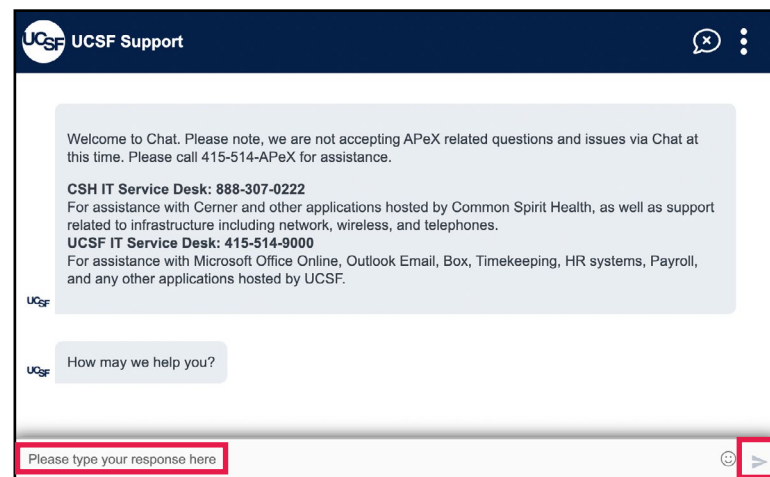 UCSF UCSF Support
Welcome to Chat. Please note, we are not accepting APeX related questions and issues via Chat at
this time. Please call 415-514-APeX for assistance.
CSH IT Service Desk: 888-307-0222
For assistance with Cerner and other applications hosted by Common Spirit Health, as well as support
related to infrastructure including network, wireless, and telephones.
UCSF IT Service Desk: 415-514-9000
For assistance with Microsoft Office Online, Outlook Email, Box, Timekeeping, HR systems, Payroll,
and any other applications hosted by UCSF.
UCSF
How may we help you?
UCSF
Please type your response here